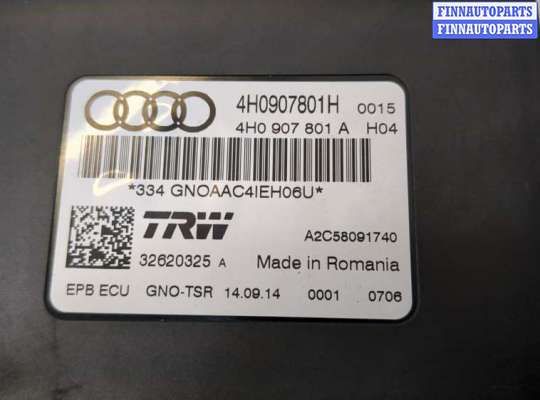 FINNAUTOPARTS
FINNAUTOPARTS
4H0907801H 0015
4H0 907 801 A H04
*334 GNOAAC4IEH06U*
TRW A2C58091740
32620325 A Made in Romania
EPB ECU GNO-TSR 14.09.14 0001 0706